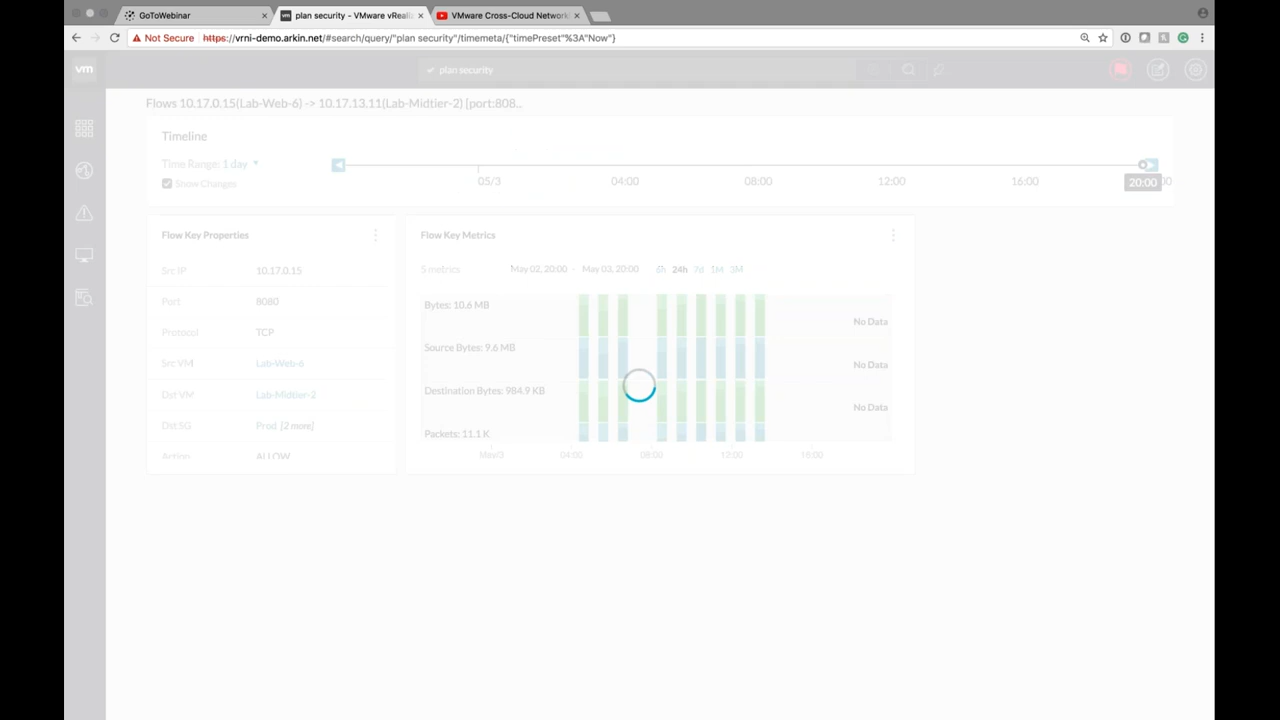 GoToWebinar
plan security - VMware vReali
VMware Cross-Cloud Network
Not Secure https://vrni-demo.arkin.net/#search/query/"plan security"/timemeta/{"timePreset"%3A"Now"}
vm
plan security
Flows 10.17.0.15(Lab-Web-6) -> 10.17.13.11(Lab-Midtier-2) [port:808..
Timeline
Time Range: 1 day
Show Changes
05/3 04:00 08:00 12:00 16:00 20:00
Flow Key Properties
Src IP 10.17.0.15
Port 8080
Protocol TCP
Src VM Lab-Web-6
Dst VM Lab-Midtier-2
Dst SG Prod [2 more]
Action ALLOW
Flow Key Metrics
5 metrics May 02, 20:00 - May 03, 20:00 24h 7d 1M 3M
Bytes: 10.6 MB No Data
Source Bytes: 9.6 MB No Data
Destination Bytes: 984.9 KB No Data
Packets: 11.1 K
May/3 04:00 08:00 12:00 16:00